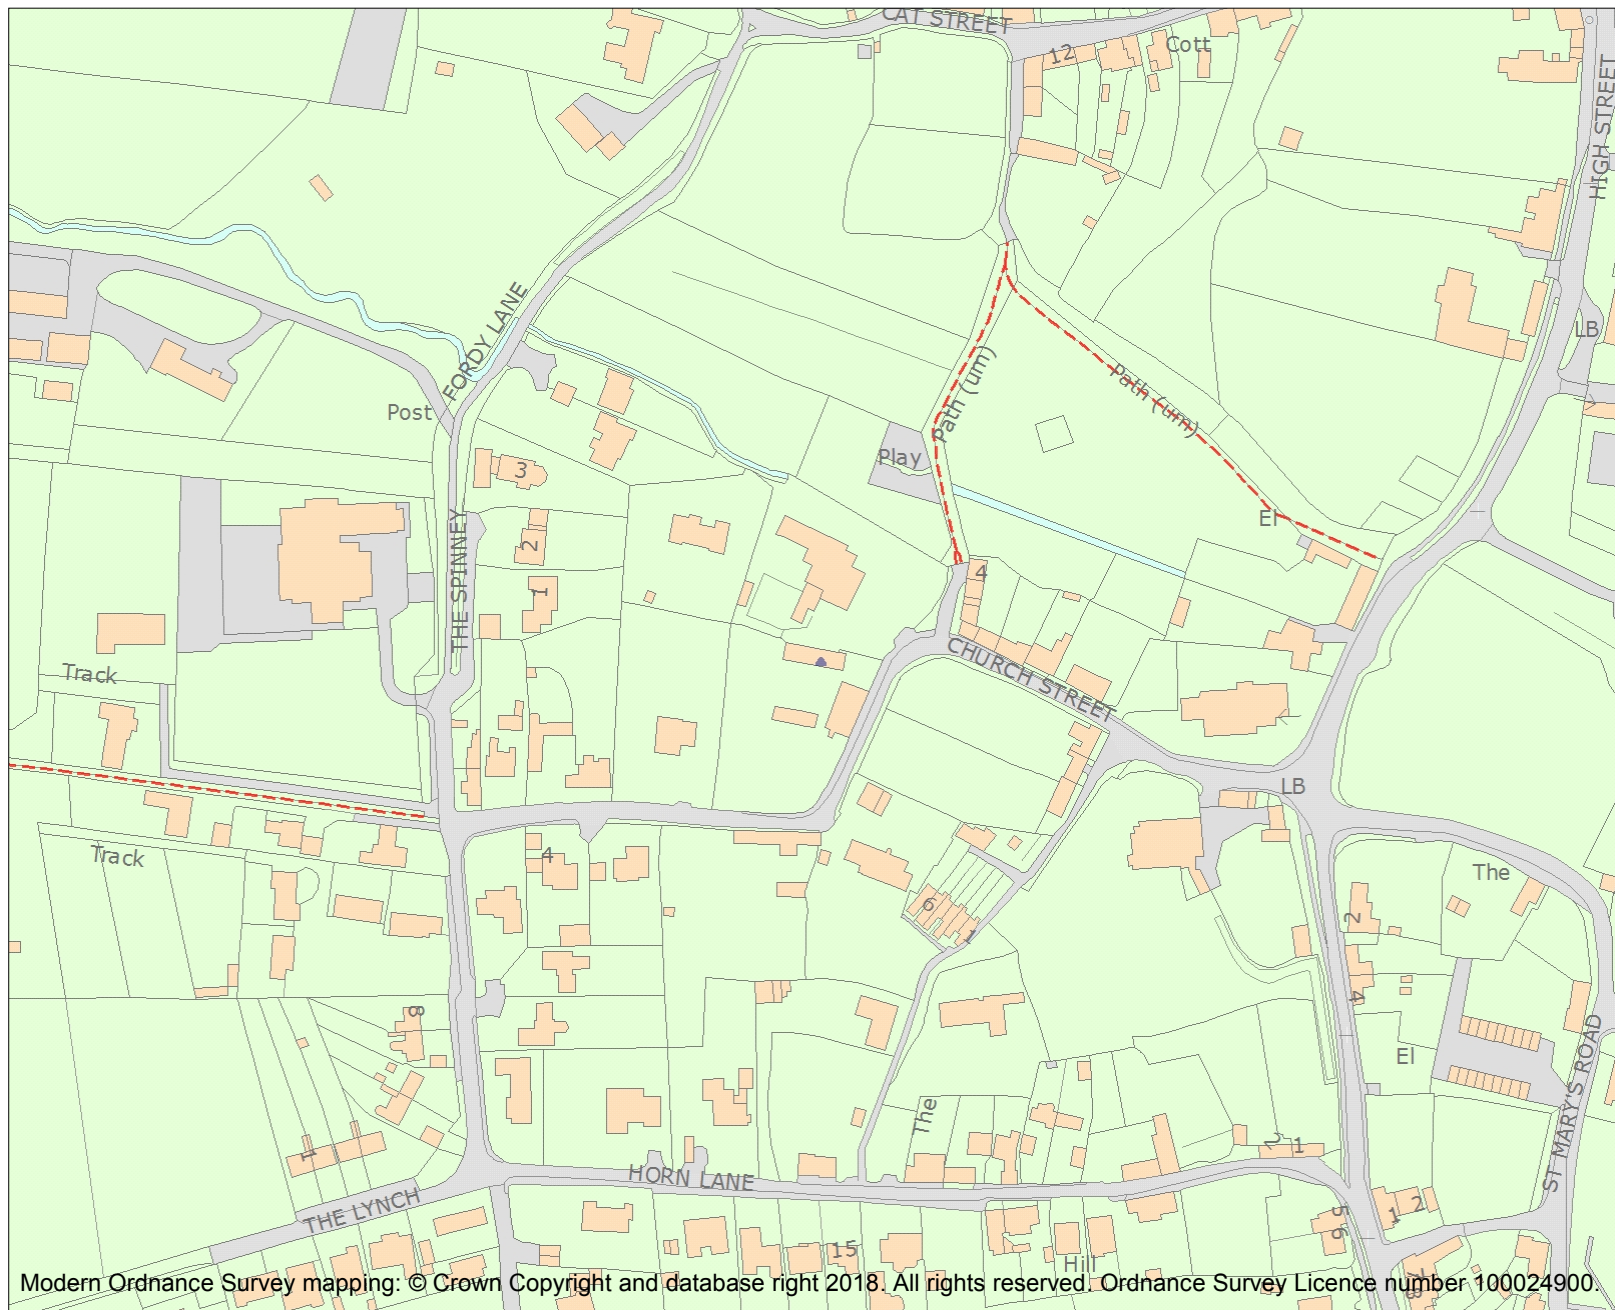 CAT STREET
12
Cott
HIGH STREET
LB
FORDY LANE
Post
Path (um)
Path (um)
Play
3
2
THE SPINNEY
1
El
4
Track
CHURCH STREET
LB
Track
4
The
6
1
2
4
8
El
ST MARY'S ROAD
The
1
2
1
HORN LANE
THE LYNCH
1 2
5 6
15
Hill
Modern Ordnance Survey mapping: © Crown Copyright and database right 2018. All rights reserved. Ordnance Survey Licence number 100024900.